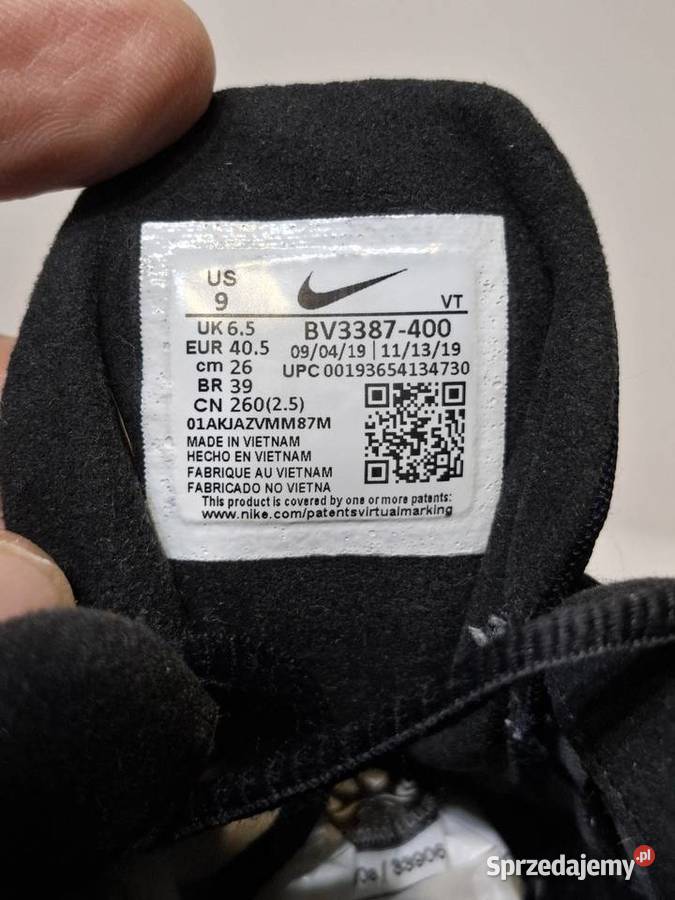 US
9
VT
UK 6.5
BV3387-400
EUR 40.5
09/04/19 | 11/13/19
cm 26
UPC 00193654134730
BR 39
CN 260(2.5)
01AKJAZVMM87M
MADE IN VIETNAM
HECHO EN VIETNAM
FABRIQUE AU VIETNAM
FABRICADO NO VIETNA
This product is covered by one or more patents:
www.nike.com/patentsvirtualmarking
/ 33906
Sprzedajemy.pl